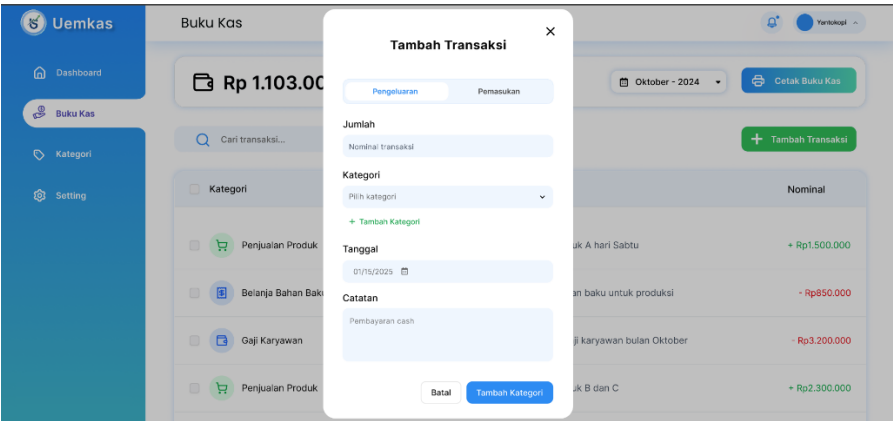 Uemkas
Buku Kas
Yantokopi
Dashboard
Buku Kas
Kategori
Setting
Rp 1.103.00
Oktober - 2024
Cetak Buku Kas
Cari transaksi...
Tambah Transaksi
Kategori
Nominal
Penjualan Produk
uk A hari Sabtu
+ Rp1.500.000
Belanja Bahan Baku
an baku untuk produksi
- Rp850.000
Gaji Karyawan
ji karyawan bulan Oktober
- Rp3.200.000
Penjualan Produk
uk B dan C
+ Rp2.300.000
Tambah Transaksi
Pengeluaran
Pemasukan
Jumlah
Nominal transaksi
Kategori
Pilih kategori
+ Tambah Kategori
Tanggal
01/15/2025
Catatan
Pembayaran cash
Batal
Tambah Kategori